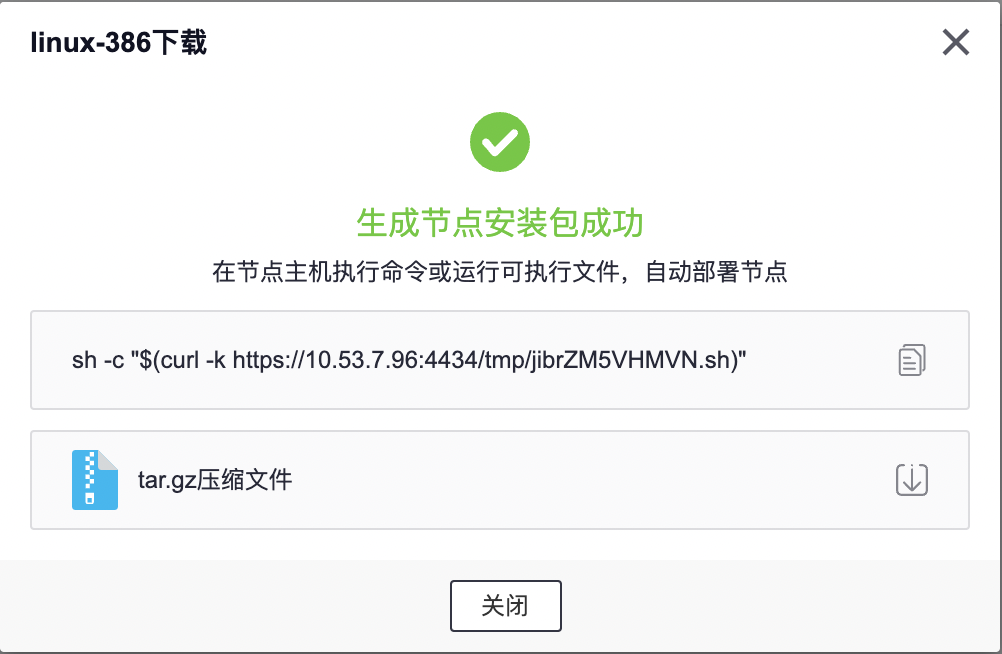 linux-386下载
生成节点安装包成功
在节点主机执行命令或运行可执行文件，自动部署节点
sh -c "$(curl -k https://10.53.7.96:4434/tmp/jibrZM5VHMVN.sh)"
tar.gz压缩文件
关闭